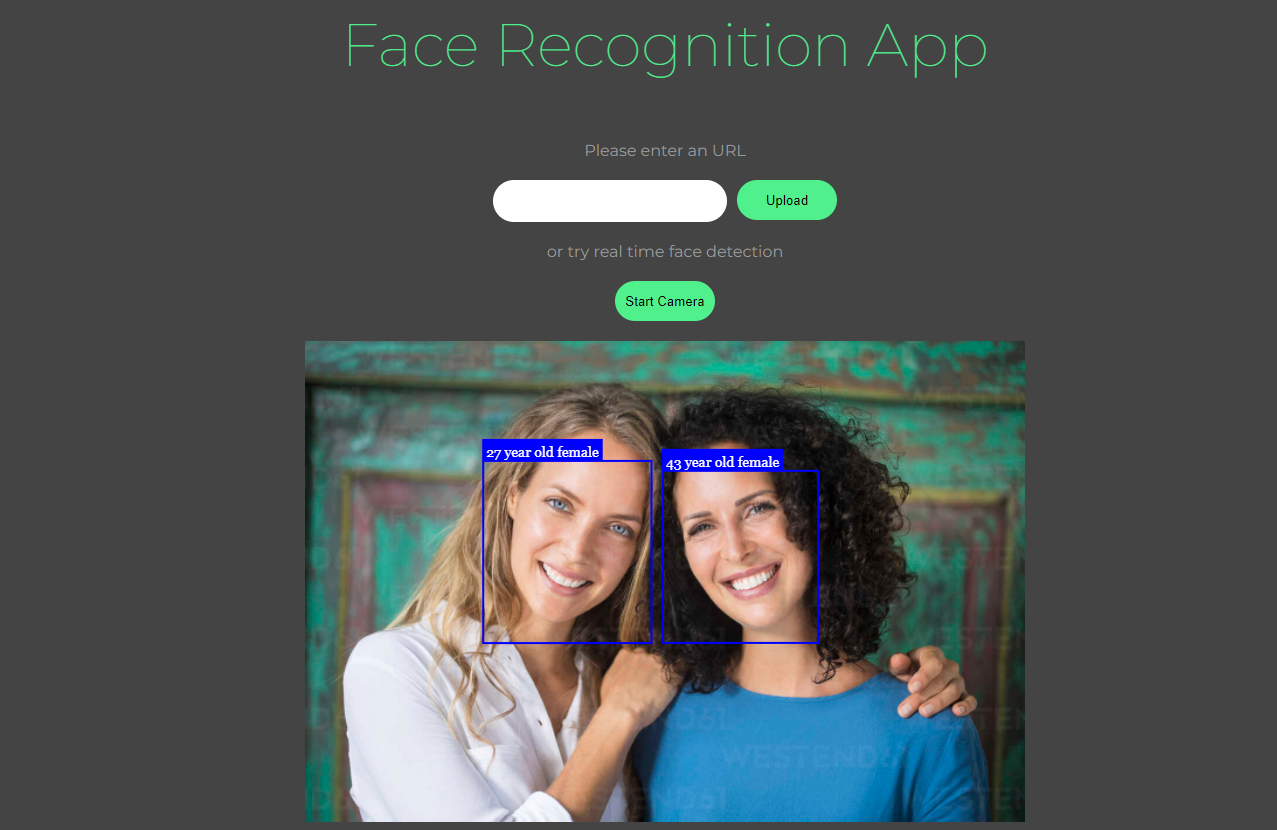 Face Recognition App
Please enter an URL
Upload
or try real time face detection
Start Camera
27 year old female
43 year old female
WESTEND61